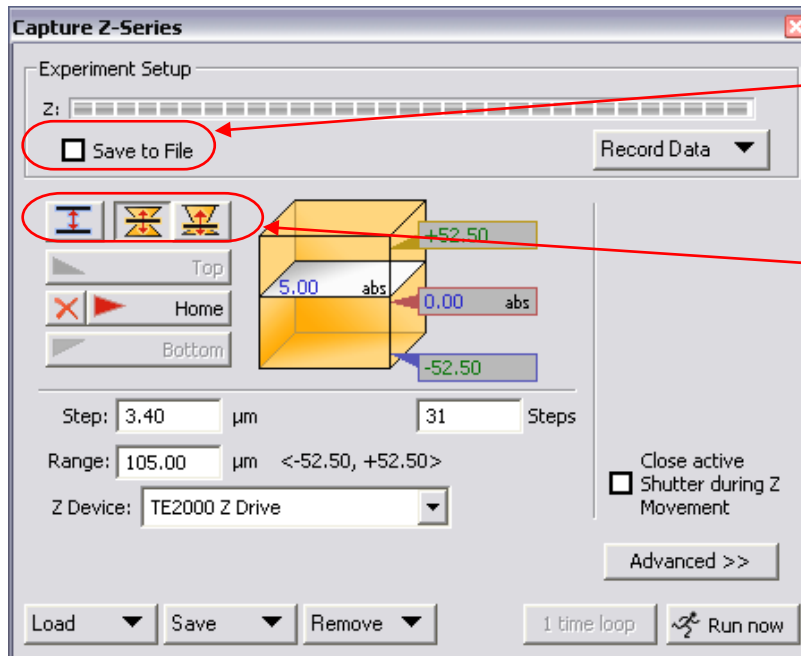 Capture Z-Series
Experiment Setup
Z:
Save to File
Record Data
+52.50
Top
5.00 abs
0.00 abs
Home
Bottom
-52.50
Step: 3.40 µm
31 Steps
Range: 105.00 µm <-52.50, +52.50>
Close active
Shutter during Z
Movement
Z Device: TE2000 Z Drive
Advanced >>
Load
Save
Remove
1 time loop
Run now